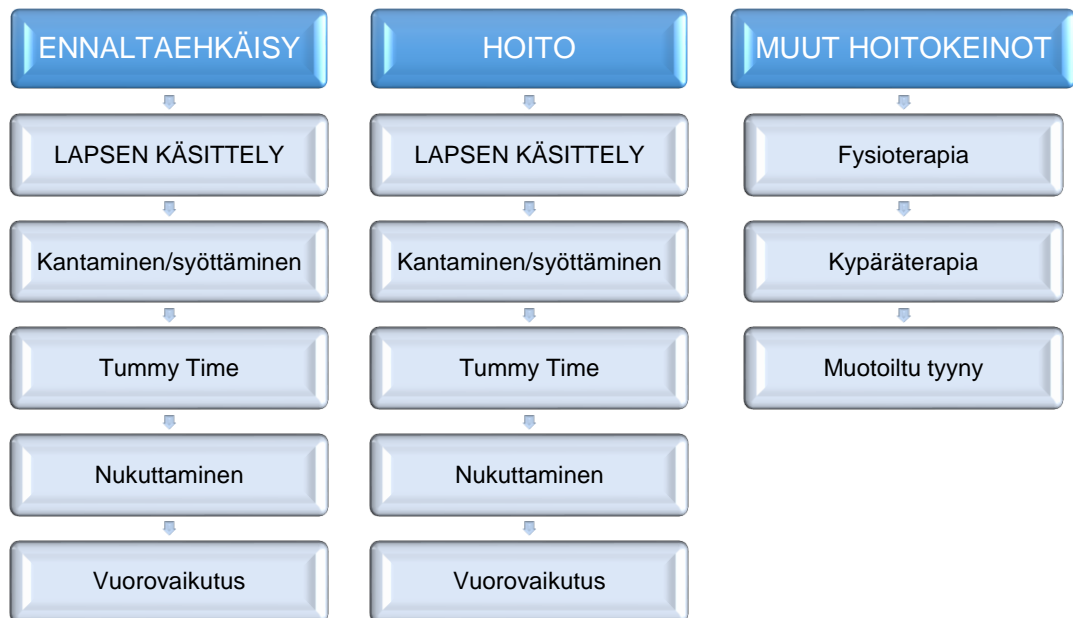 ENNALTAEHKÄISY
LAPSEN KÄSITTELY
Kantaminen/syöttäminen
Tummy Time
Nukuttaminen
Vuorovaikutus
HOITO
LAPSEN KÄSITTELY
Kantaminen/syöttäminen
Tummy Time
Nukuttaminen
Vuorovaikutus
MUUT HOITOKEINOT
Fysioterapia
Kypäräterapia
Muotoiltu tyyny